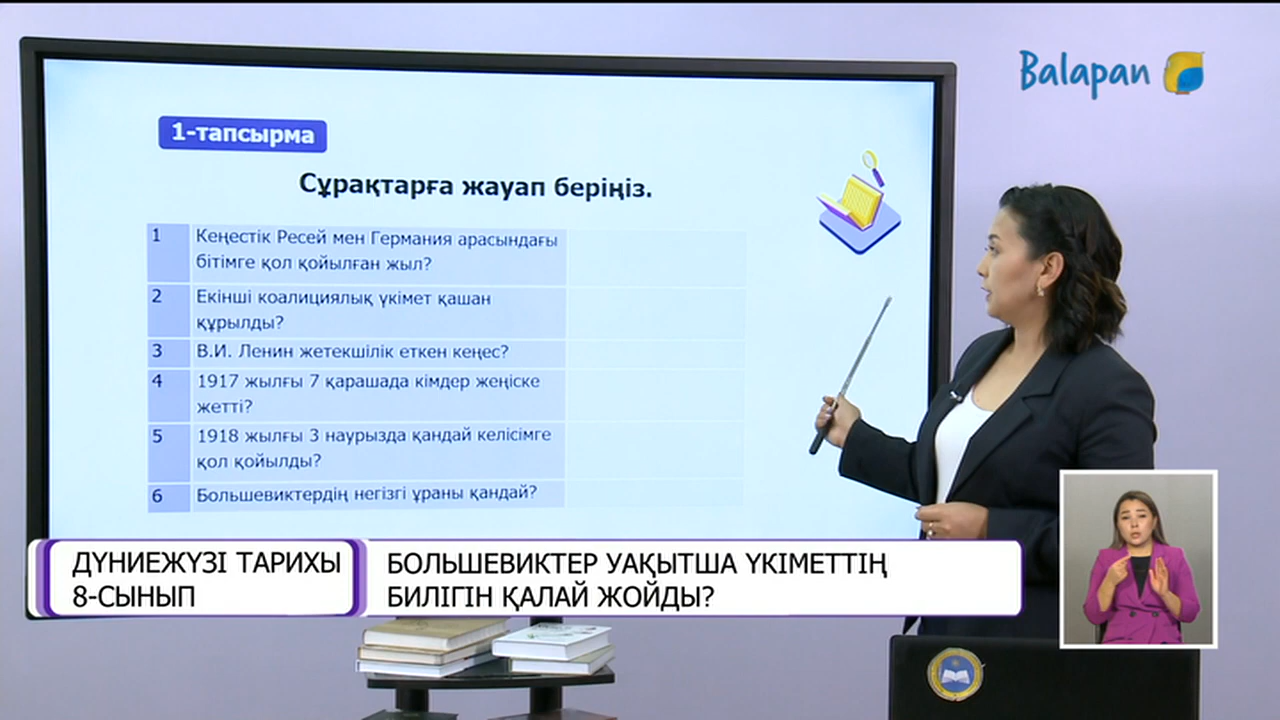 Balapan
1-тапсырма
Сұрақтарға жауап беріңіз.
1 Кеңестік Ресей мен Германия арасындағы
бітімге қол қойылған жыл?
2 Екінші коалициялық үкімет қашан
құрылды?
3 В.И. Ленин жетекшілік еткен кеңес?
4 1917 жылғы 7 қарашада кімдер жеңіске
жетті?
5 1918 жылғы 3 наурызда қандай келісімге
қол қойылды?
6 Большевиктердің негізгі ұраны қандай?
ДҮНИЕЖҮЗІ ТАРИХЫ
8-СЫНЫП
БОЛЬШЕВИКТЕР УАҚЫТША ҮКІМЕТТІҢ
БИЛІГІН ҚАЛАЙ ЖОЙДЫ?